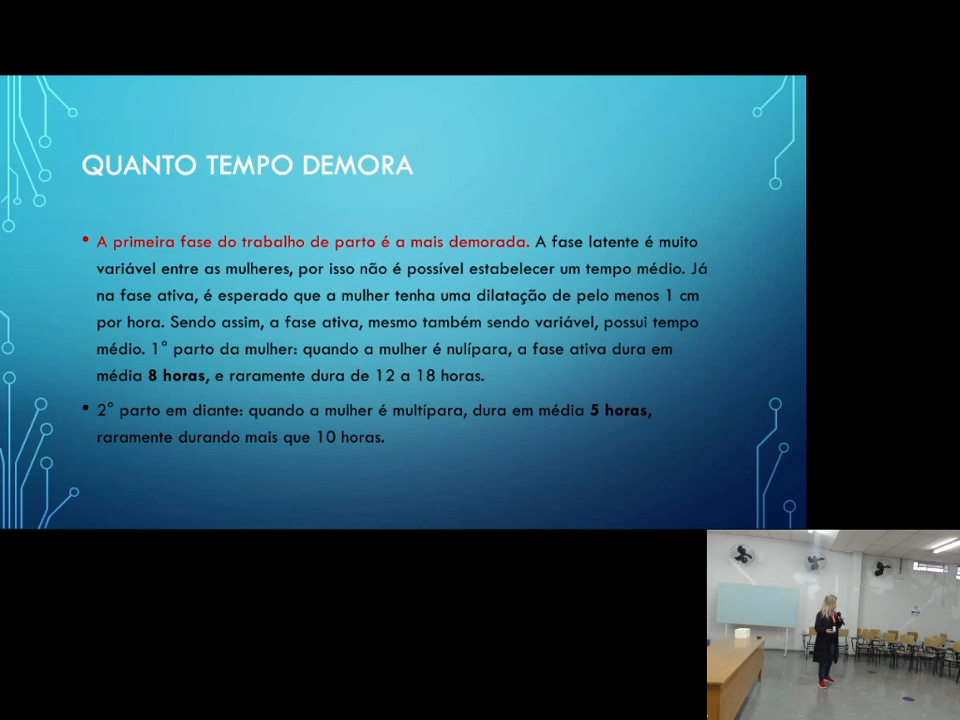 QUANTO TEMPO DEMORA
• A primeira fase do trabalho de parto é a mais demorada. A fase latente é muito
variável entre as mulheres, por isso não é possível estabelecer um tempo médio. Já
na fase ativa, é esperado que a mulher tenha uma dilatação de pelo menos 1 cm
por hora. Sendo assim, a fase ativa, mesmo também sendo variável, possui tempo
médio. 1° parto da mulher: quando a mulher é nulípara, a fase ativa dura em
média 8 horas, e raramente dura de 12 a 18 horas.
• 2° parto em diante: quando a mulher é multípara, dura em média 5 horas,
raramente durando mais que 10 horas.